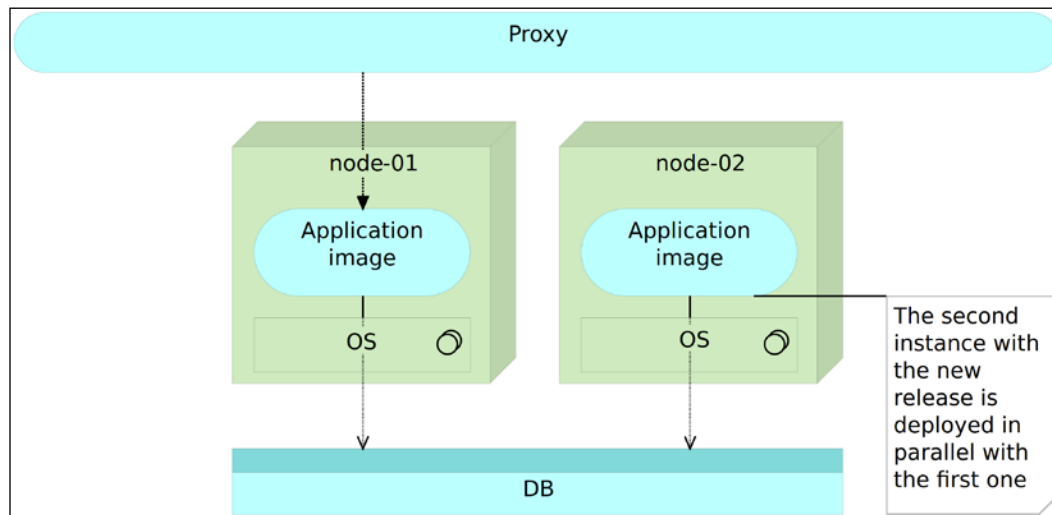 Proxy
node-01
node-02
Application
image
Application
image
OS
OS
The second
instance with
the new
release is
deployed in
parallel with
the first one
DB